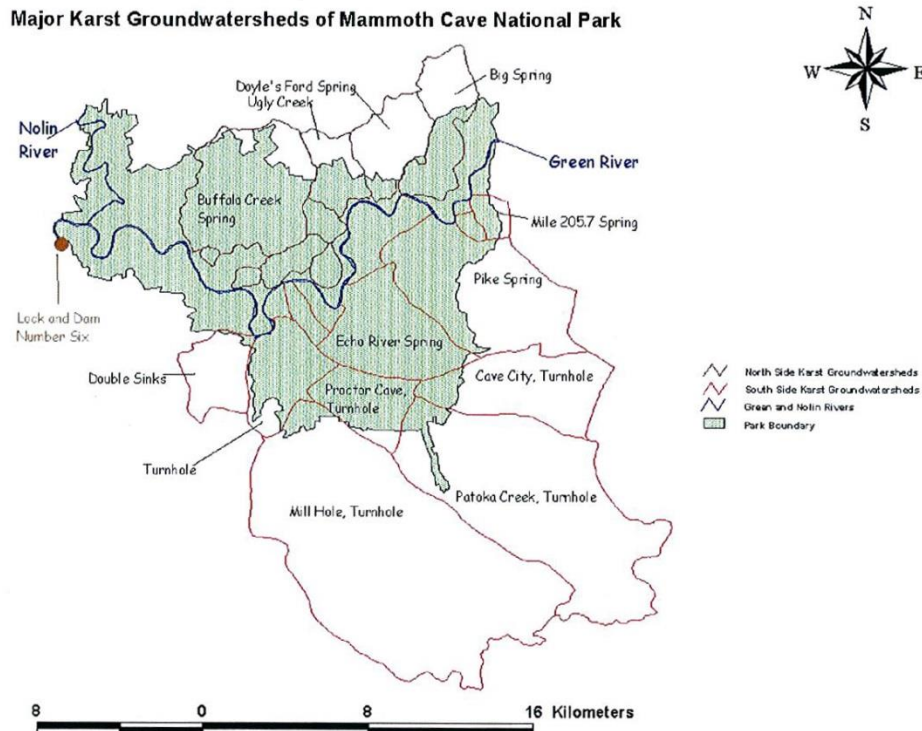 Major Karst Groundwatersheds of Mammoth Cave National Park
N
W
E
S
Big Spring
Doyle's Ford Spring
Ugly Creek
Nolin
River
Green River
Buffalo Creek
Spring
Mile 205.7 Spring
Pike Spring
Lock and Dam
Number Six
Echo River Spring
Double Sinks
Proctor Cave,
Turnhole
Cave City, Turnhole
Turnhole
Mill Hole, Turnhole
Patoka Creek, Turnhole
North Side Karst Groundwatersheds
South Side Karst Groundwatersheds
Green and Nolin Rivers
Park Boundary
8 0 8 16 Kilometers